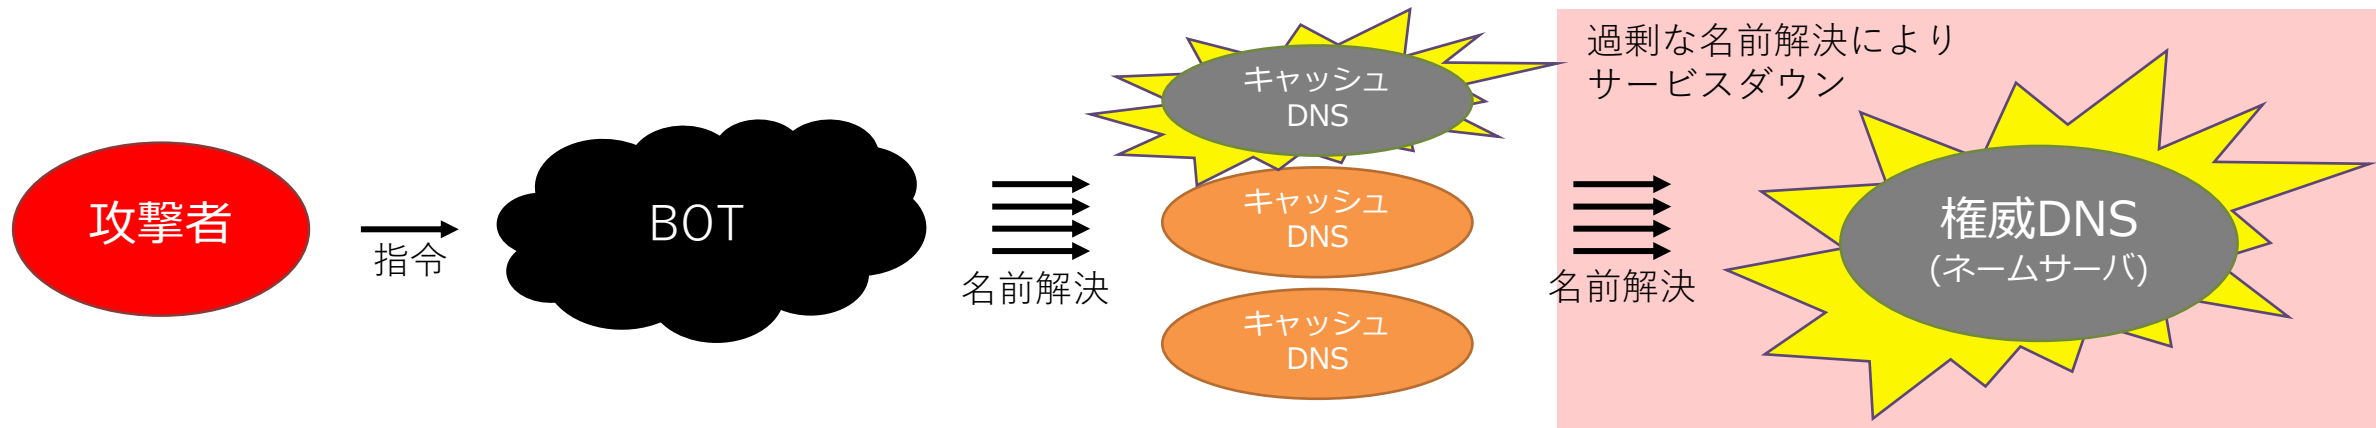 攻撃者
指令
BOT
名前解決
キャッシュ
DNS
キャッシュ
DNS
キャッシュ
DNS
名前解決
過剰な名前解決により
サービスダウン
権威DNS
(ネームサーバ)